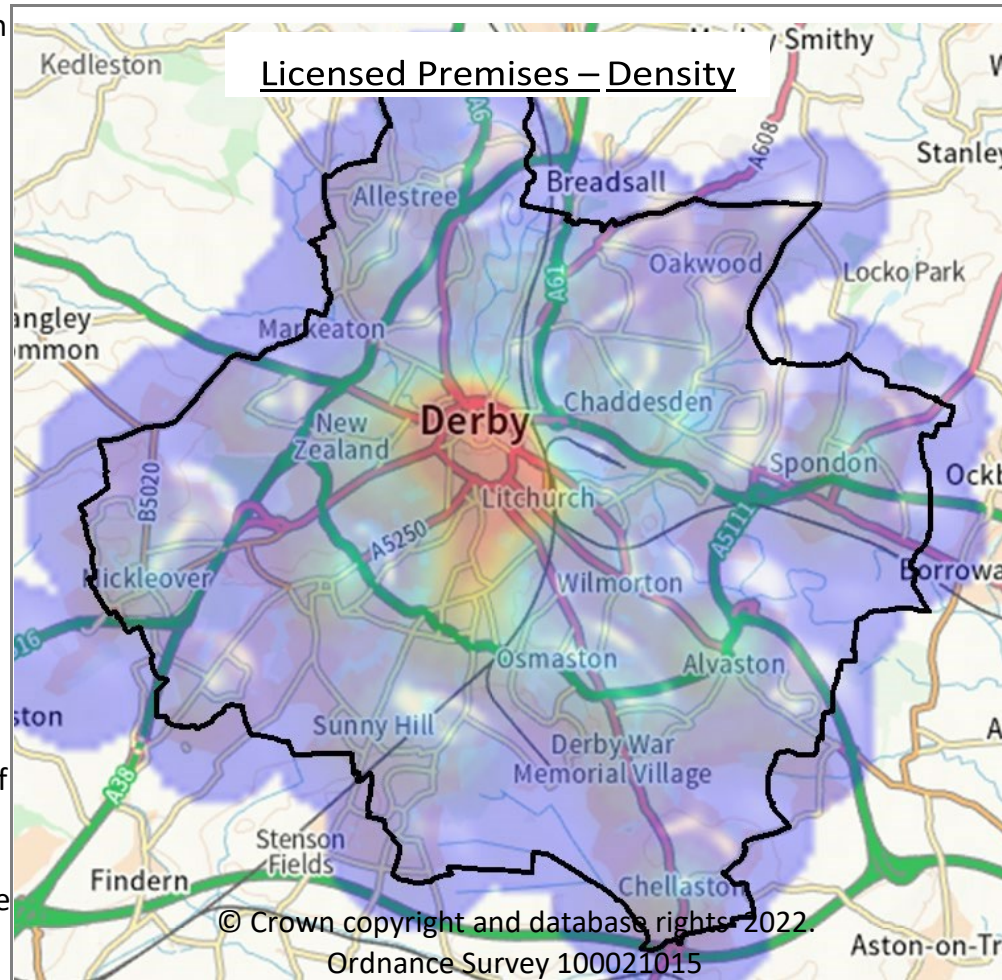 Kedleston
Smithy
Licensed Premises – Density
A6
A608
Stanley
Allestree
Breadsall
Oakwood
Locko Park
A61
angley
ommon
Markeaton
Derby
Chaddesden
New
Zealand
Spondon
B5020
Litchurch
A5250
A5111
Mickleover
Wilmorton
Borrowa
Osmaston
Alvaston
ston
Sunny Hill
Derby War
Memorial Village
A38
Stenson
Fields
Findern
Chellaston
© Crown copyright and database rights 2022.
Aston-on-Tr
Ordnance Survey 100021015